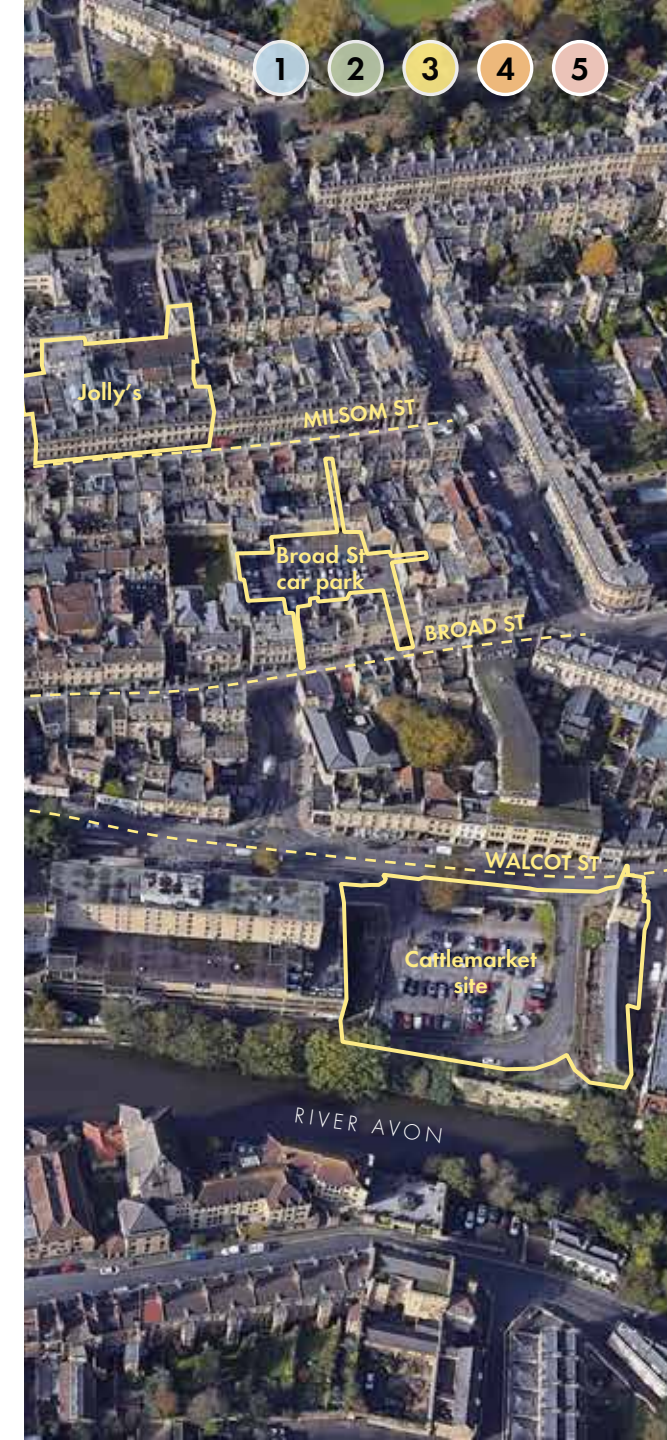 1 2 3 4 5
Jolly's
MILSOM ST
Broad St
car park
BROAD ST
WALCOT ST
Cattlemarket
site
RIVER AVON